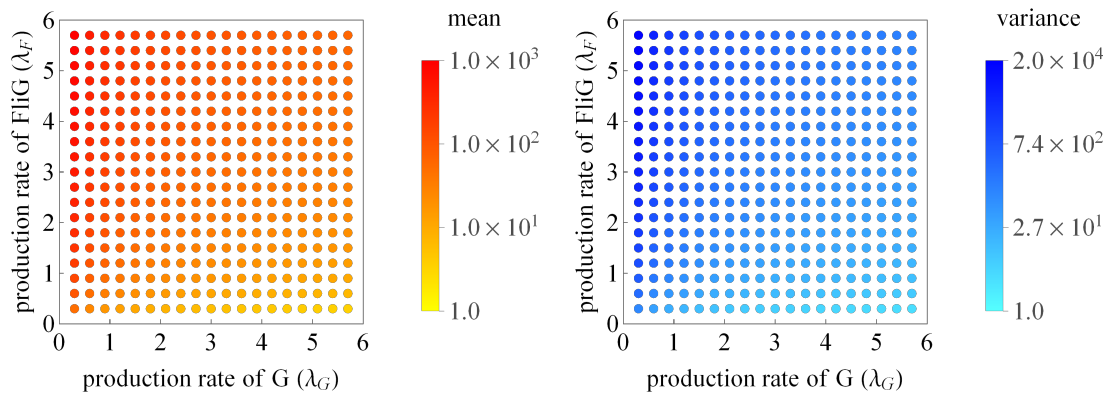 mean
production rate of FliG (λ_F)
6
5
4
3
2
1
0
0 1 2 3 4 5 6
production rate of G (λ_G)
1.0 × 10³
1.0 × 10²
1.0 × 10¹
1.0
variance
production rate of FliG (λ_F)
6
5
4
3
2
1
0
0 1 2 3 4 5 6
production rate of G (λ_G)
2.0 × 10⁴
7.4 × 10²
2.7 × 10¹
1.0